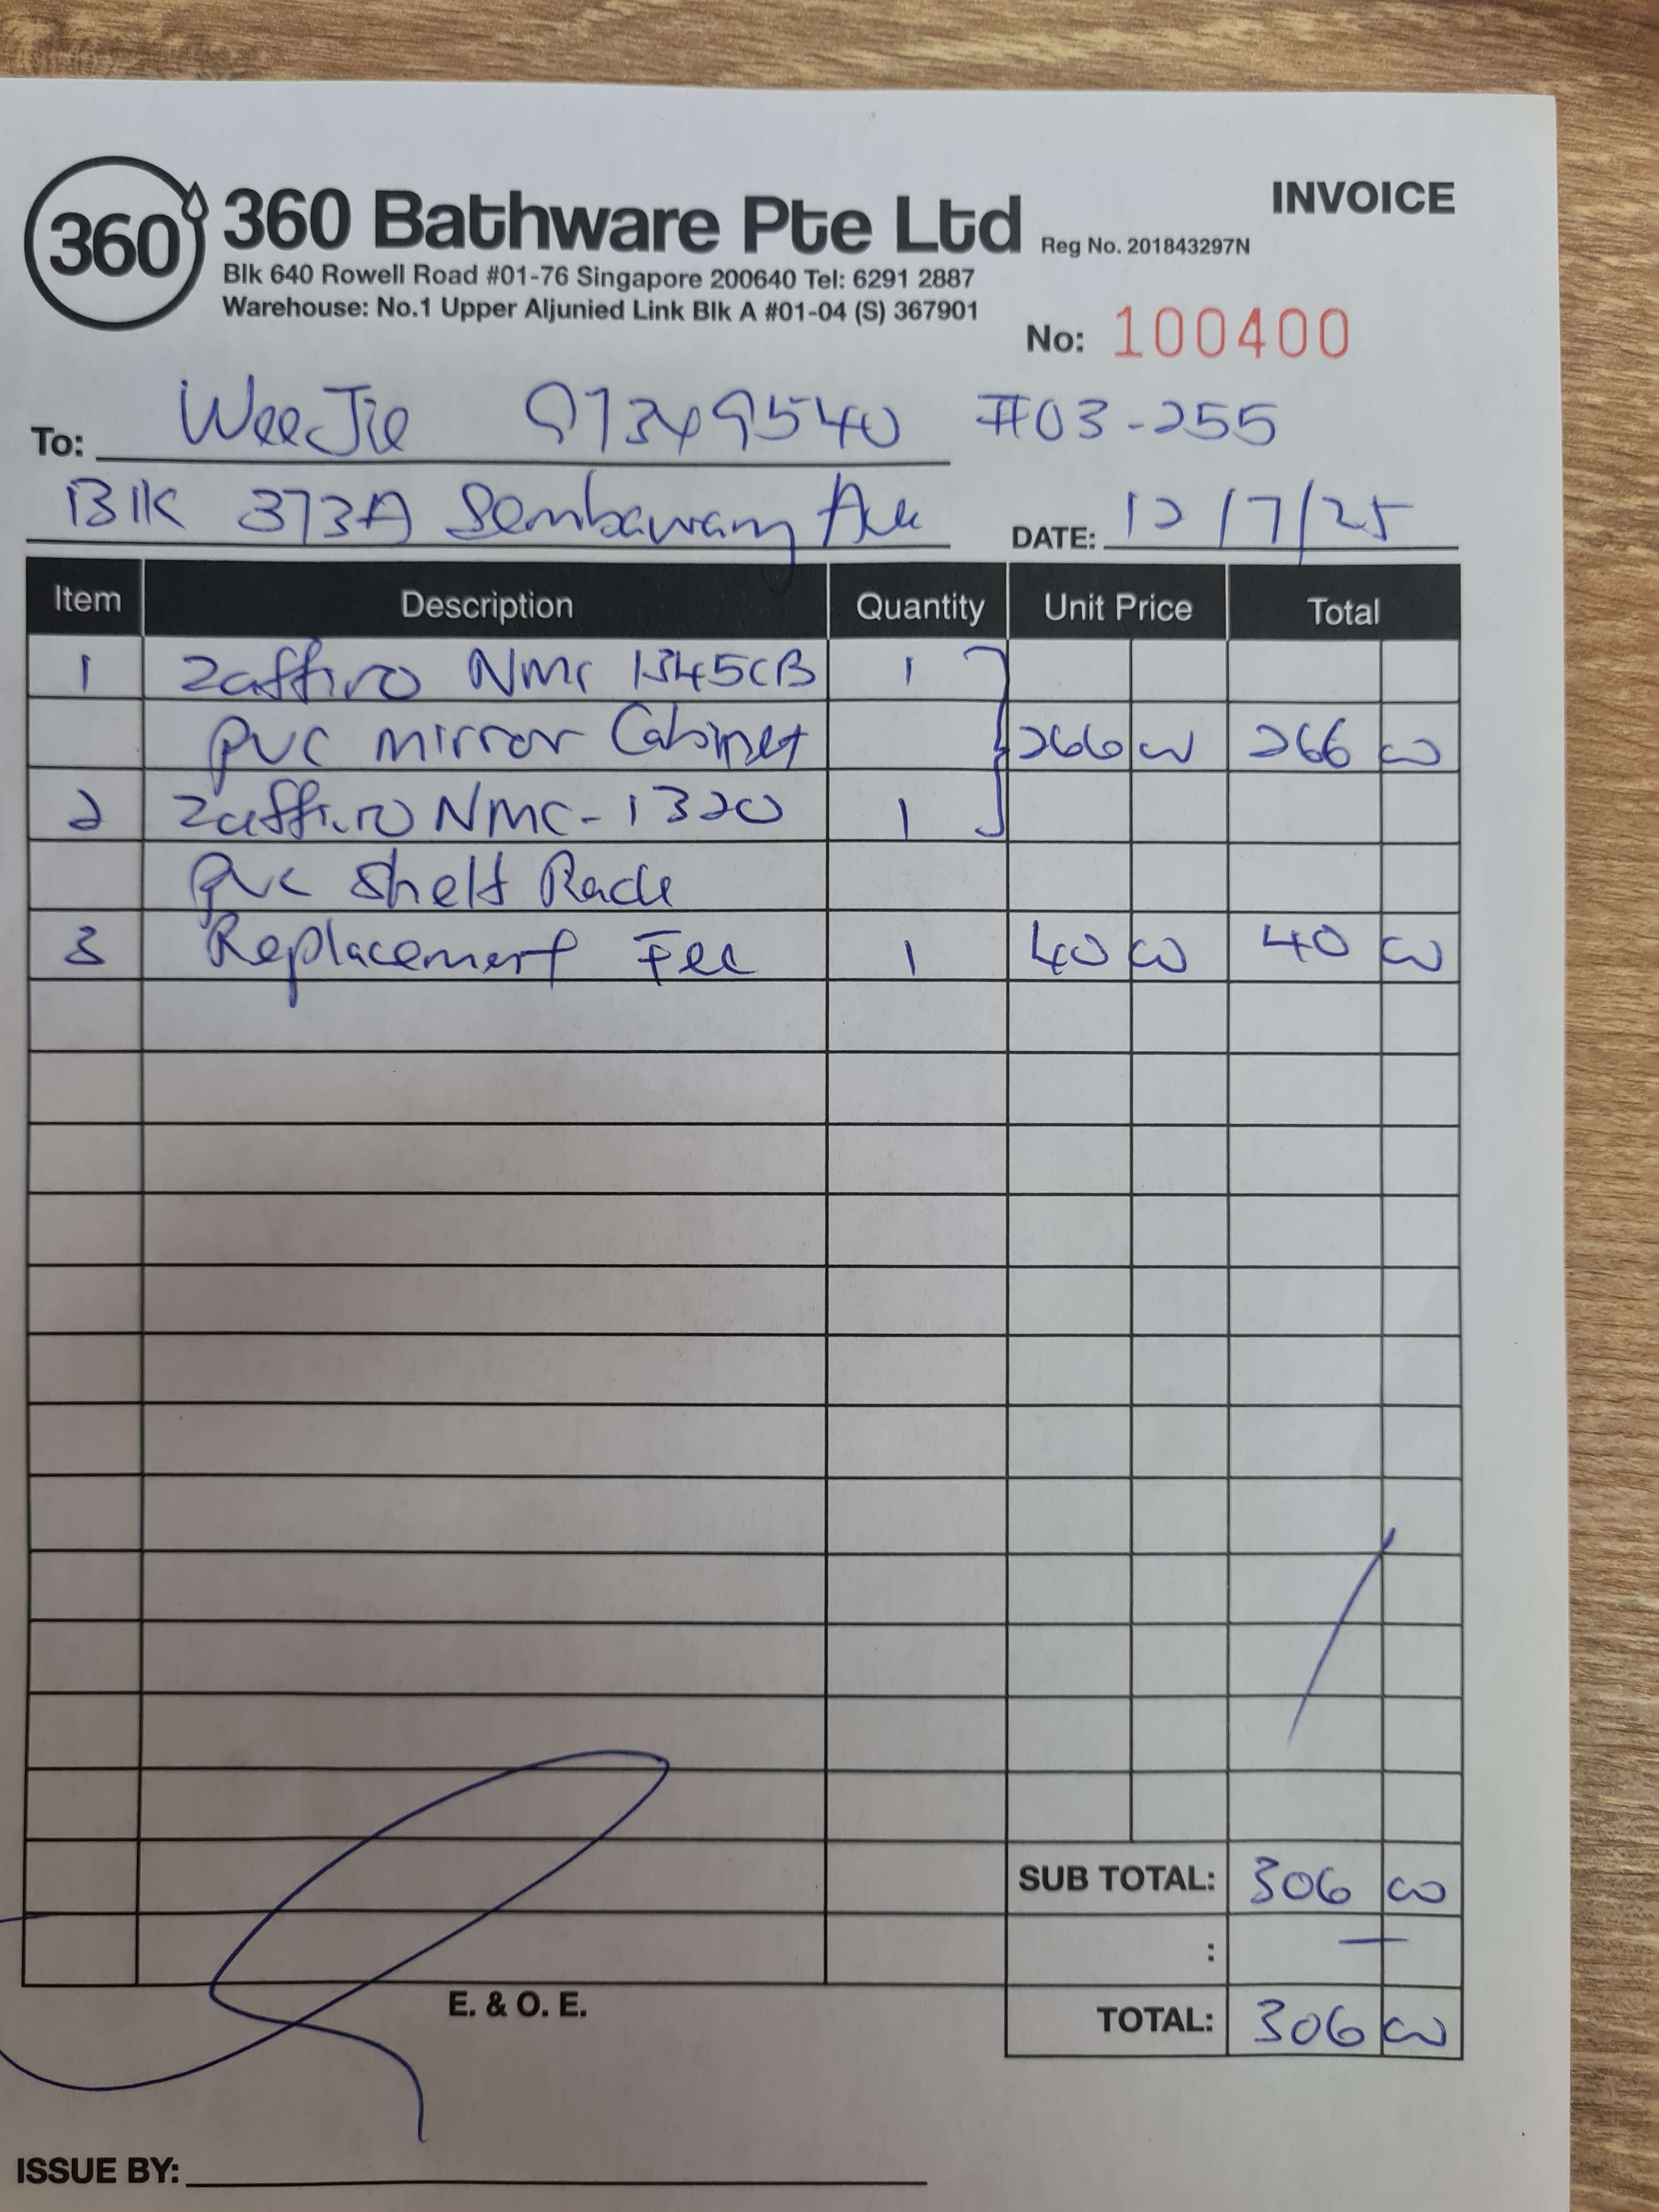 360
360 Bathware Pte Ltd Reg No. 201843297N
INVOICE
Blk 640 Rowell Road #01-76 Singapore 200640 Tel: 6291 2887
Warehouse: No.1 Upper Aljunied Link Blk A #01-04 (S) 367901
No: 100400
To: Wee Jie 97349540 #03-255
Blk 373A Sembawang Ave DATE: 12/7/25
Item Description Quantity Unit Price Total
1 Zaffiro NMC 1345CB 1
PVC mirror Cabinet 266 00 266 00
2 Zaffiro NMC-1320 1
PVC Shelf Rack
3 Replacement Fee 1 40 00 40 00
SUB TOTAL: 306 00
: —
E. & O. E.
TOTAL: 306 00
ISSUE BY: